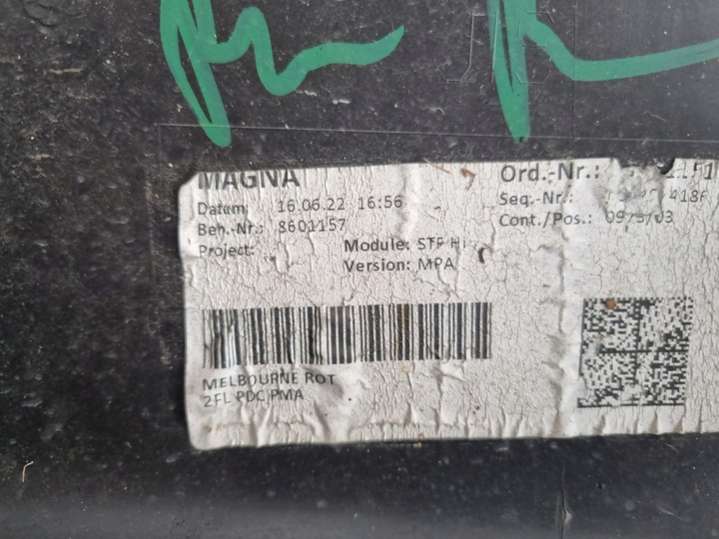 MAGNA
Datum: 16.06.22 16:56
Beh.-Nr.: 8601157
Project:
Module: STF HI
Version: MPA
Ord.-Nr.:
Seq.-Nr.:
Cont./Pos.:
MELBOURNE ROT
2FL PDC PMA